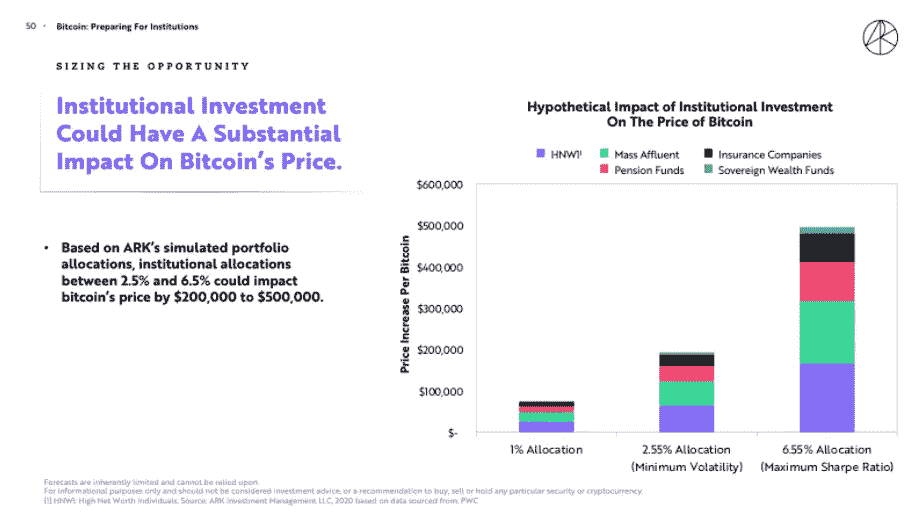 50 • Bitcoin: Preparing For Institutions
SIZING THE OPPORTUNITY
Institutional Investment
Could Have A Substantial
Impact On Bitcoin's Price.
• Based on ARK's simulated portfolio
allocations, institutional allocations
between 2.5% and 6.5% could impact
bitcoin's price by $200,000 to $500,000.
Hypothetical Impact of Institutional Investment
On The Price of Bitcoin
HNWI¹ Mass Affluent Insurance Companies
Pension Funds Sovereign Wealth Funds
Price Increase Per Bitcoin
$600,000
$500,000
$400,000
$300,000
$200,000
$100,000
$-
1% Allocation 2.55% Allocation 6.55% Allocation
(Minimum Volatility) (Maximum Sharpe Ratio)
Forecasts are inherently limited and cannot be relied upon.
For informational purposes only and should not be considered investment advice, or a recommendation to buy, sell or hold any particular security or cryptocurrency.
[1] HNWI: High Net Worth Individuals. Source: ARK Investment Management LLC, 2020 based on data sourced from: PWC